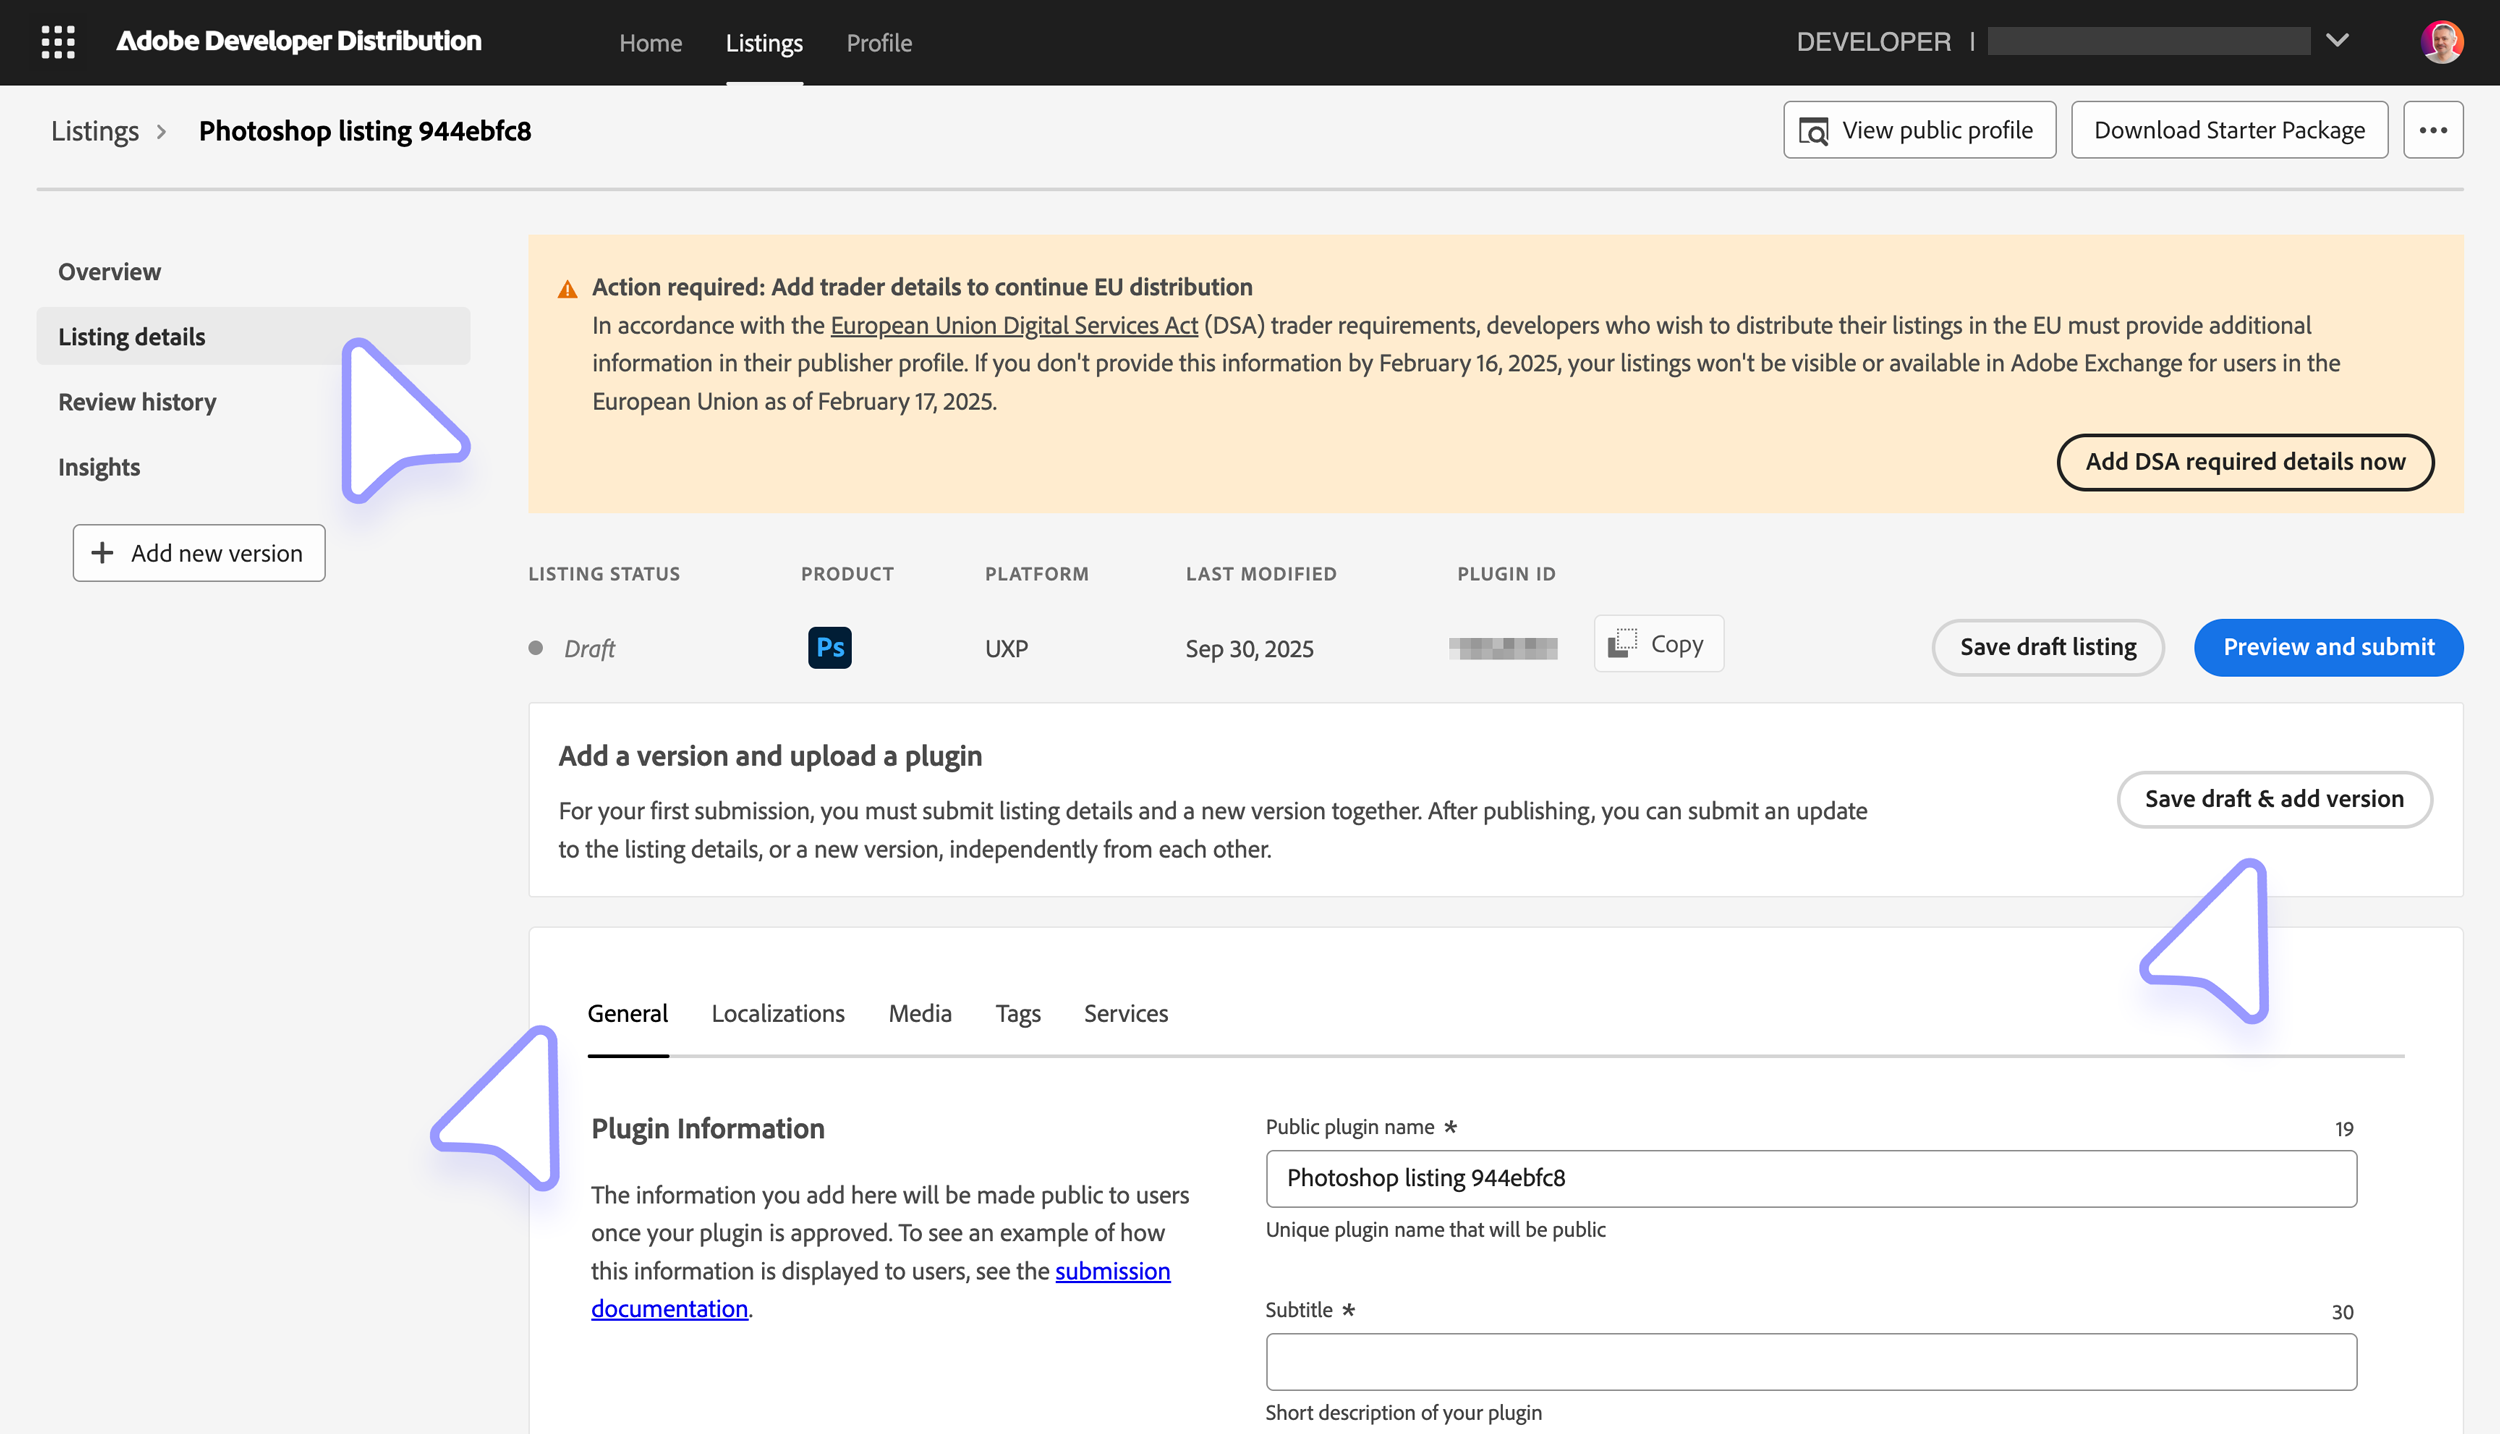 Adobe Developer Distribution
Home
Listings
Profile
DEVELOPER |
Listings > Photoshop listing 944ebfc8
View public profile
Download Starter Package
Overview
Listing details
Review history
Insights
+ Add new version
Action required: Add trader details to continue EU distribution
In accordance with the European Union Digital Services Act (DSA) trader requirements, developers who wish to distribute their listings in the EU must provide additional
information in their publisher profile. If you don't provide this information by February 16, 2025, your listings won't be visible or available in Adobe Exchange for users in the
European Union as of February 17, 2025.
Add DSA required details now
LISTING STATUS
PRODUCT
PLATFORM
LAST MODIFIED
PLUGIN ID
Draft
Ps
UXP
Sep 30, 2025
Copy
Save draft listing
Preview and submit
Add a version and upload a plugin
For your first submission, you must submit listing details and a new version together. After publishing, you can submit an update
to the listing details, or a new version, independently from each other.
Save draft & add version
General
Localizations
Media
Tags
Services
Plugin Information
The information you add here will be made public to users
once your plugin is approved. To see an example of how
this information is displayed to users, see the submission
documentation.
Public plugin name *
19
Photoshop listing 944ebfc8
Unique plugin name that will be public
Subtitle *
30
Short description of your plugin